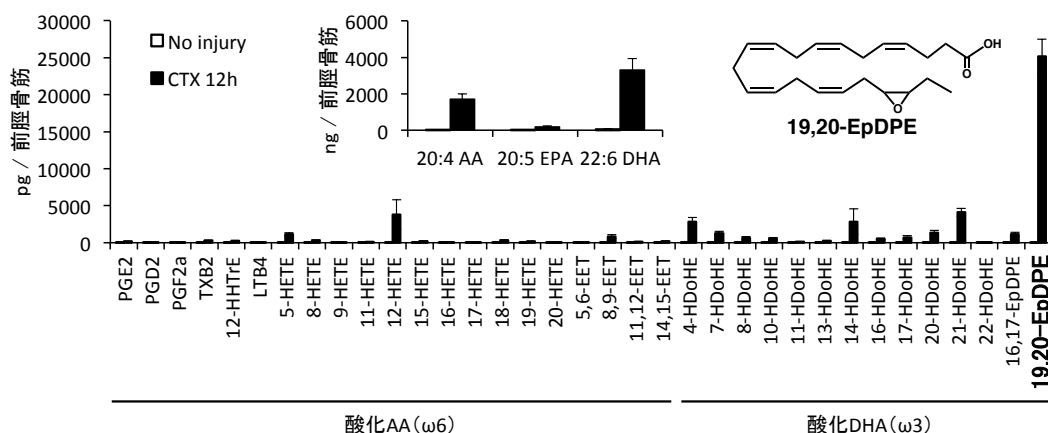 30000
25000
20000
15000
10000
5000
0
pg / 前脛骨筋
No injury
CTX 12h
6000
4000
2000
0
ng / 前脛骨筋
20:4 AA
20:5 EPA
22:6 DHA
OH
O
O
19,20-EpDPE
PGE2
PGD2
PGF2a
TXB2
12-HHTrE
LTB4
5-HETE
8-HETE
9-HETE
11-HETE
12-HETE
15-HETE
16-HETE
17-HETE
18-HETE
19-HETE
20-HETE
5,6-EET
8,9-EET
11,12-EET
14,15-EET
4-HDoHE
7-HDoHE
8-HDoHE
10-HDoHE
11-HDoHE
13-HDoHE
14-HDoHE
16-HDoHE
17-HDoHE
20-HDoHE
21-HDoHE
22-HDoHE
16,17-EpDPE
19,20-EpDPE
酸化AA(ω6)
酸化DHA(ω3)